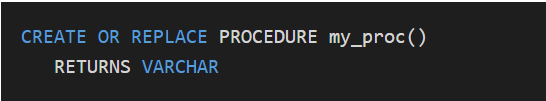 CREATE OR REPLACE PROCEDURE my_proc()
RETURNS VARCHAR